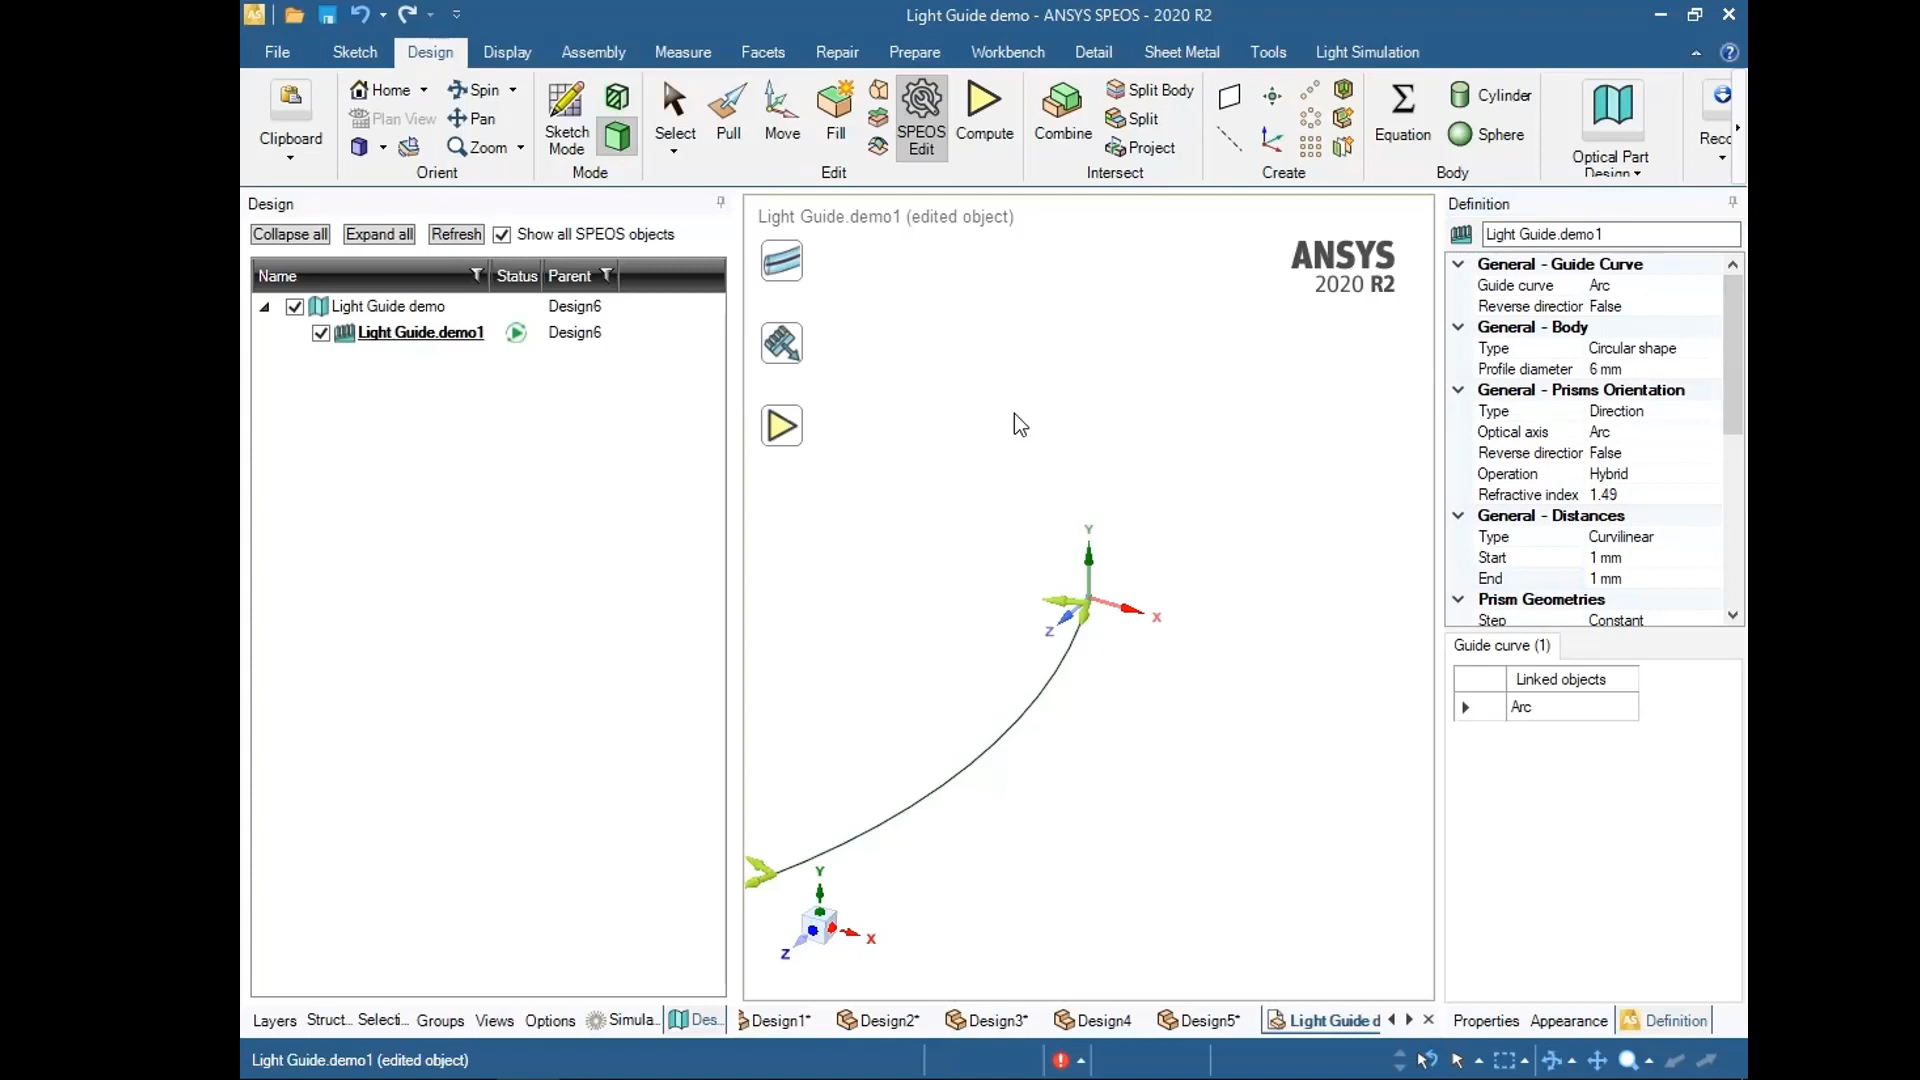 Light Guide demo - ANSYS SPEOS - 2020 R2
File Sketch Design Display Assembly Measure Facets Repair Prepare Workbench Detail Sheet Metal Tools Light Simulation
Clipboard
Home Spin
Plan View Pan
Zoom
Orient
Sketch Mode
Mode
Select Pull Move Fill SPEOS Edit Compute
Edit
Combine
Split Body
Split
Project
Intersect
Create
Equation
Cylinder
Sphere
Body
Optical Part Design
Recc
Design
Collapse all Expand all Refresh Show all SPEOS objects
Name Status Parent
Light Guide demo Design6
Light Guide.demo1 Design6
Light Guide.demo1 (edited object)
ANSYS
2020 R2
Y
X
Z
Y
X
Z
Definition
Light Guide.demo1
General - Guide Curve
Guide curve Arc
Reverse direction False
General - Body
Type Circular shape
Profile diameter 6 mm
General - Prisms Orientation
Type Direction
Optical axis Arc
Reverse direction False
Operation Hybrid
Refractive index 1.49
General - Distances
Type Curvilinear
Start 1 mm
End 1 mm
Prism Geometries
Step Constant
Guide curve (1)
Linked objects
Arc
Layers Struct... Selecti... Groups Views Options Simula... Des...
Design1* Design2* Design3* Design4 Design5* Light Guide d
Properties Appearance Definition
Light Guide.demo1 (edited object)